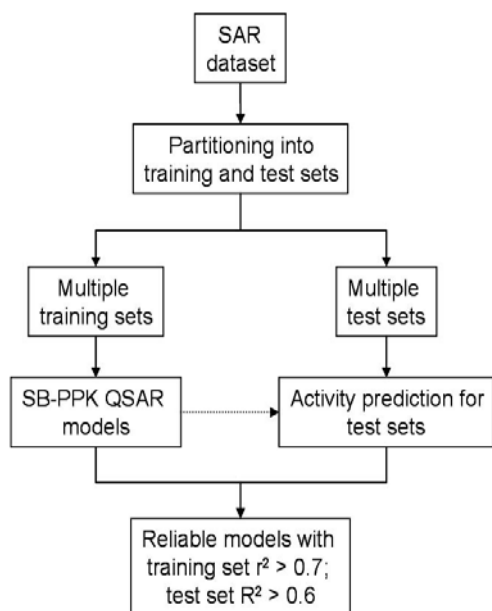 SAR
dataset
Partitioning into
training and test sets
Multiple
training sets
Multiple
test sets
SB-PPK QSAR
models
Activity prediction for
test sets
Reliable models with
training set r² > 0.7;
test set R² > 0.6